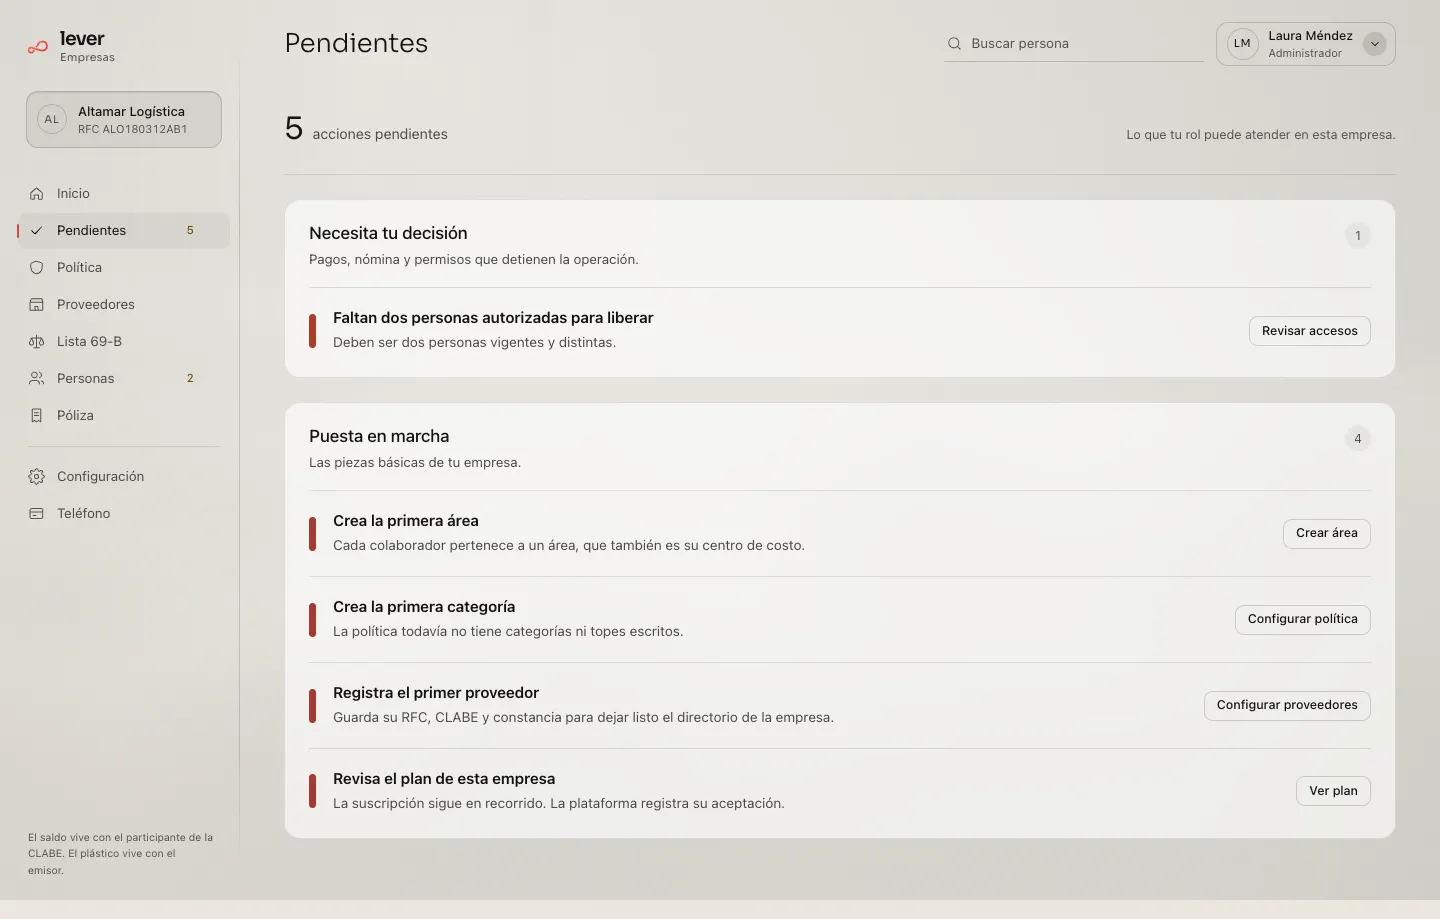 lever
Empresas
AL
Altamar Logística
RFC ALO180312AB1
Inicio
Pendientes 5
Política
Proveedores
Lista 69-B
Personas 2
Póliza
Configuración
Teléfono
El saldo vive con el participante de la
CLABE. El plástico vive con el
emisor.
Pendientes
Buscar persona
LM
Laura Méndez
Administrador
5 acciones pendientes
Lo que tu rol puede atender en esta empresa.
Necesita tu decisión
1
Pagos, nómina y permisos que detienen la operación.
Faltan dos personas autorizadas para liberar
Deben ser dos personas vigentes y distintas.
Revisar accesos
Puesta en marcha
4
Las piezas básicas de tu empresa.
Crea la primera área
Cada colaborador pertenece a un área, que también es su centro de costo.
Crear área
Crea la primera categoría
La política todavía no tiene categorías ni topes escritos.
Configurar política
Registra el primer proveedor
Guarda su RFC, CLABE y constancia para dejar listo el directorio de la empresa.
Configurar proveedores
Revisa el plan de esta empresa
La suscripción sigue en recorrido. La plataforma registra su aceptación.
Ver plan